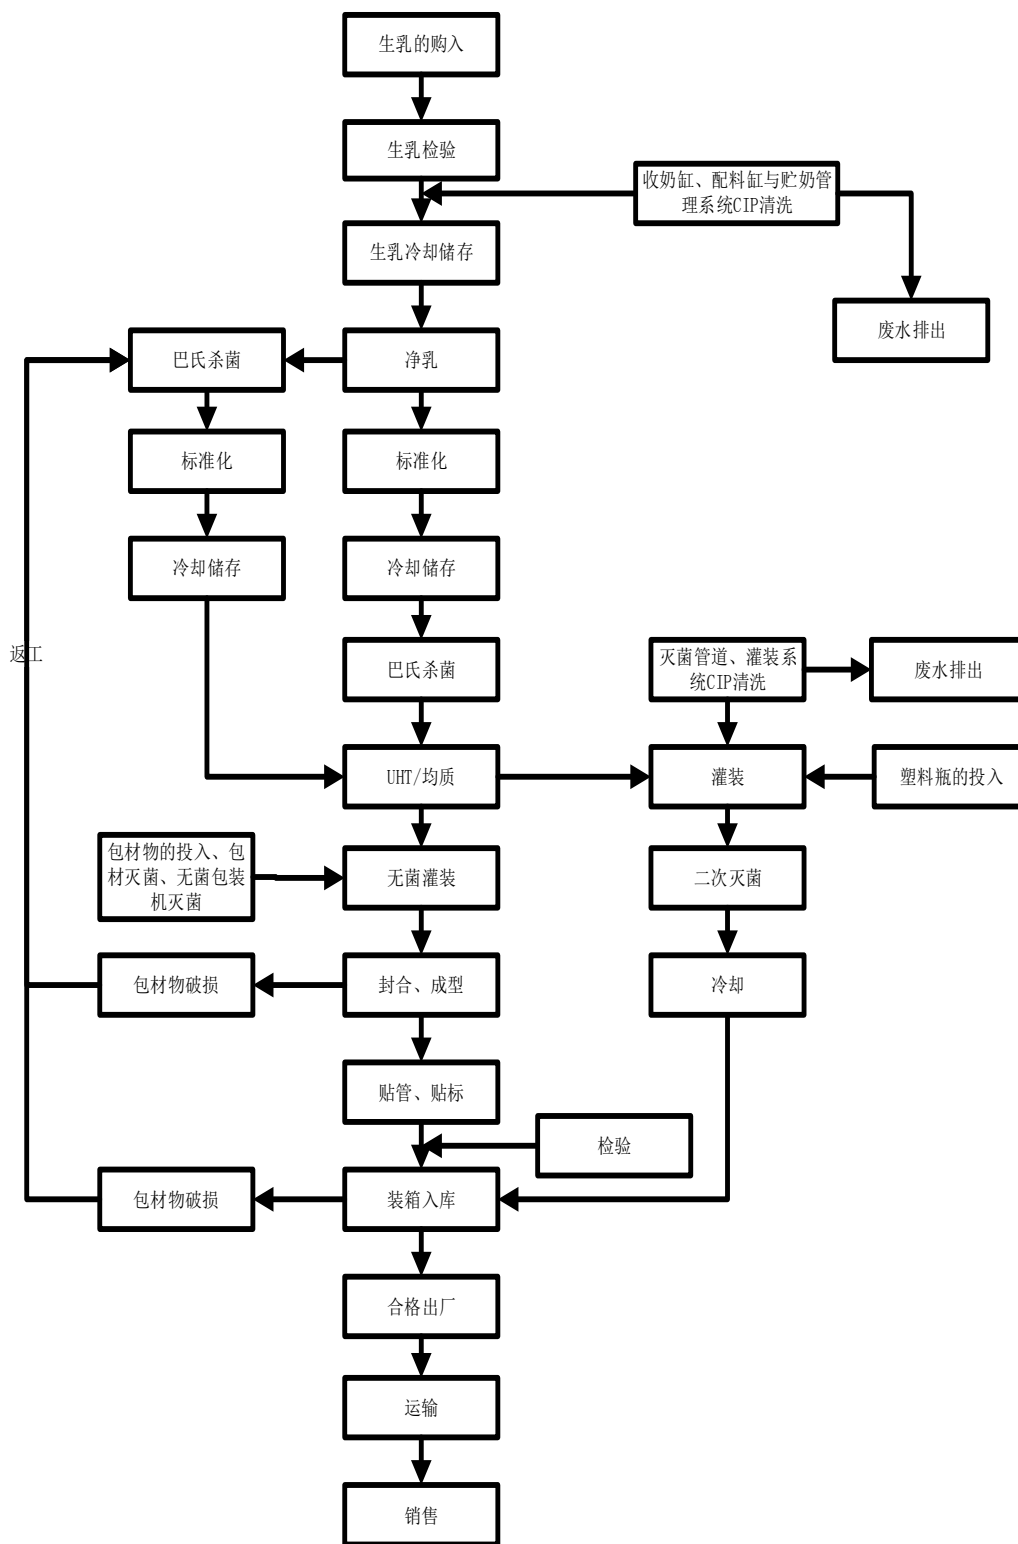 生乳的购入
生乳检验
收奶缸、配料缸与贮奶管
理系统CIP清洗
生乳冷却储存
废水排出
巴氏杀菌
净乳
标准化
标准化
冷却储存
冷却储存
返工
巴氏杀菌
灭菌管道、灌装系
统CIP清洗
废水排出
UHT/均质
灌装
塑料瓶的投入
包材物的投入、包
材灭菌、无菌包装
机灭菌
无菌灌装
二次灭菌
包材物破损
封合、成型
冷却
贴管、贴标
检验
包材物破损
装箱入库
合格出厂
运输
销售